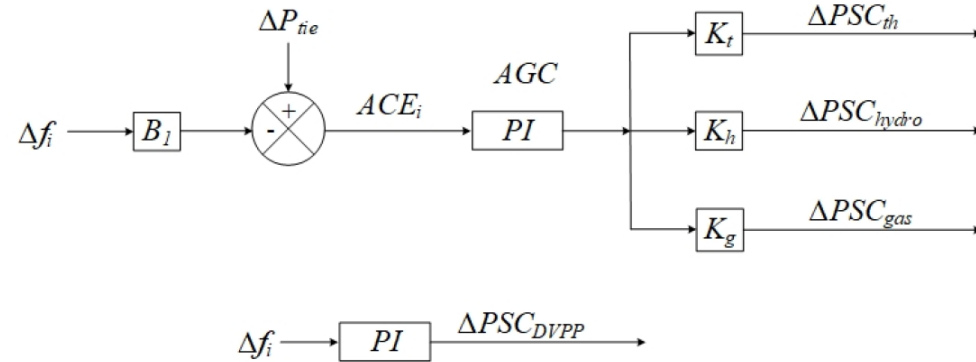 ΔP_tie
K_t
ΔPSC_th
AGC
ACE_i
Δf_i
B_1
+
-
PI
K_h
ΔPSC_hydro
K_g
ΔPSC_gas
Δf_i
PI
ΔPSC_DVPP